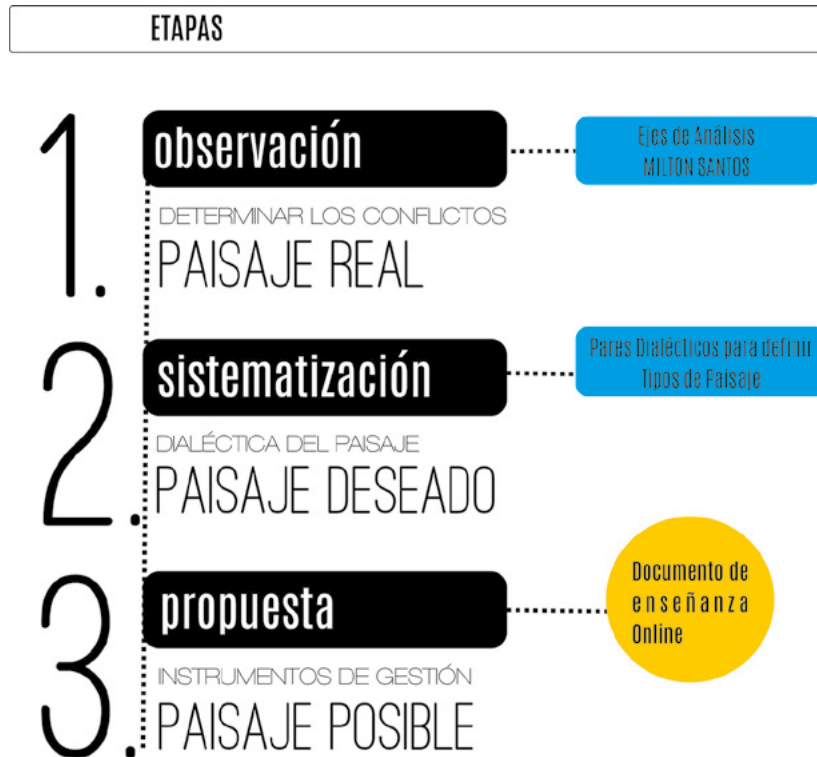 ETAPAS
1.
observación
Ejes de Análisis
MILTON SANTOS
DETERMINAR LOS CONFLICTOS
PAISAJE REAL
2.
sistematización
Pares Dialécticos para definir
Tipos de Paisaje
DIALÉCTICA DEL PAISAJE
PAISAJE DESEADO
3.
propuesta
Documento de
enseñanza
Online
INSTRUMENTOS DE GESTIÓN
PAISAJE POSIBLE